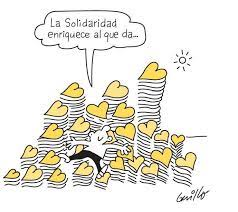 La Solidaridad
enriquece al que da...
Guillo